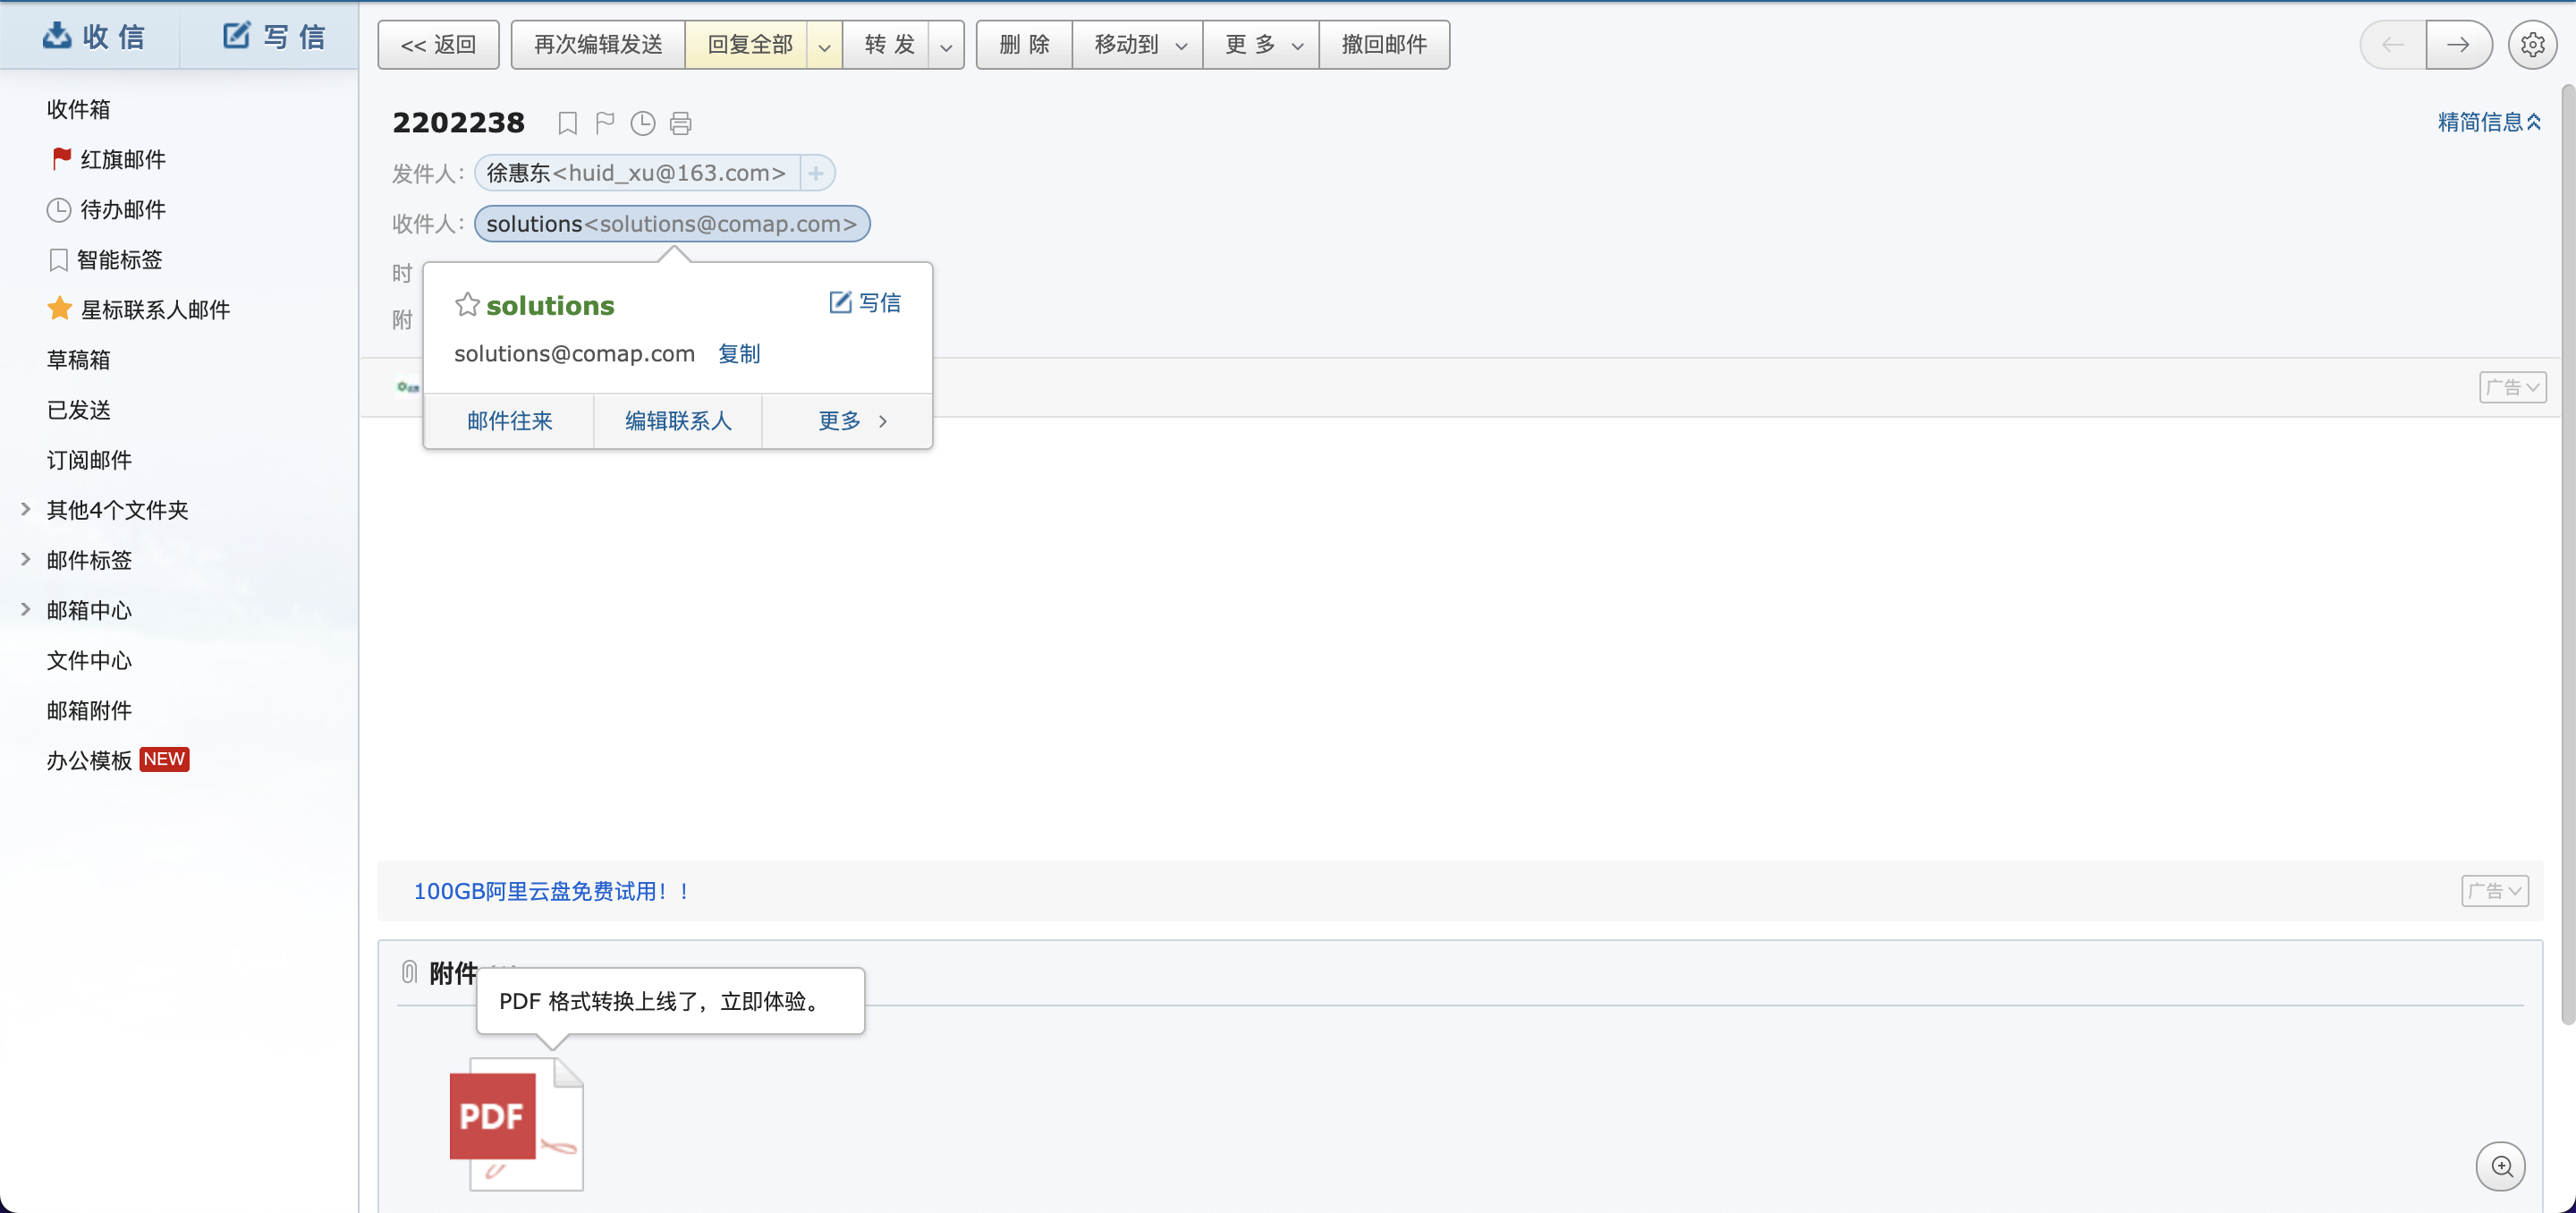 收 信
写 信
<< 返回
再次编辑发送
回复全部
转 发
删 除
移动到
更 多
撤回邮件
收件箱
红旗邮件
待办邮件
智能标签
星标联系人邮件
草稿箱
已发送
订阅邮件
其他4个文件夹
邮件标签
邮箱中心
文件中心
邮箱附件
办公模板 NEW
2202238
精简信息
发件人： 徐惠东<huid_xu@163.com> +
收件人： solutions<solutions@comap.com>
时
附
solutions
写信
solutions@comap.com 复制
邮件往来
编辑联系人
更多
广告
100GB阿里云盘免费试用！！
广告
附件
PDF 格式转换上线了，立即体验。
PDF